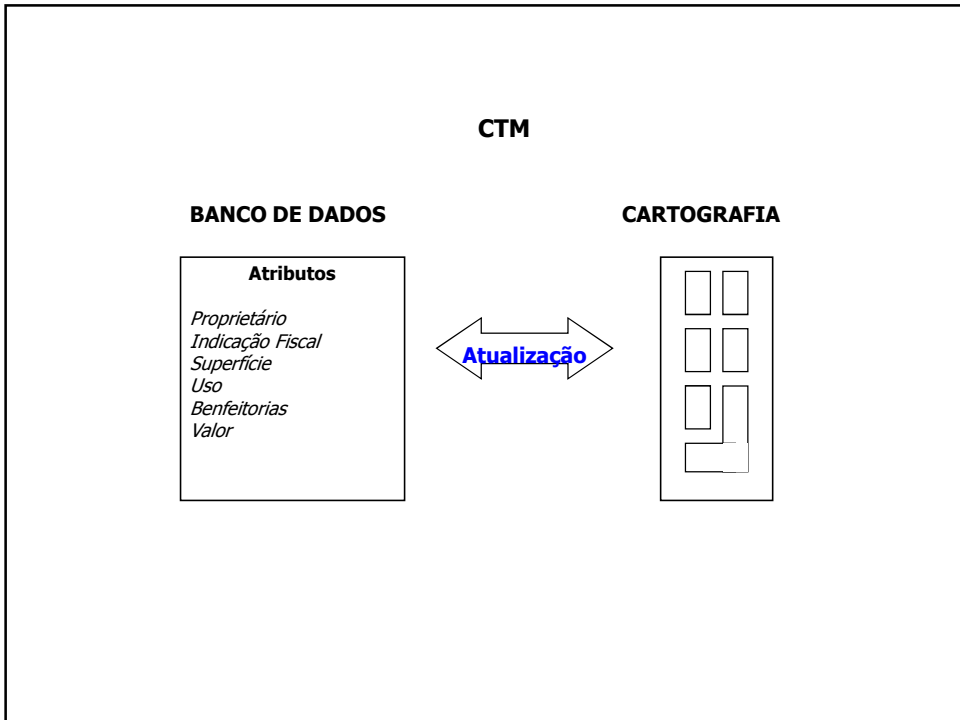 CTM
BANCO DE DADOS
CARTOGRAFIA
Atributos
Proprietário
Indicação Fiscal
Superfície
Uso
Benfeitorias
Valor
Atualização